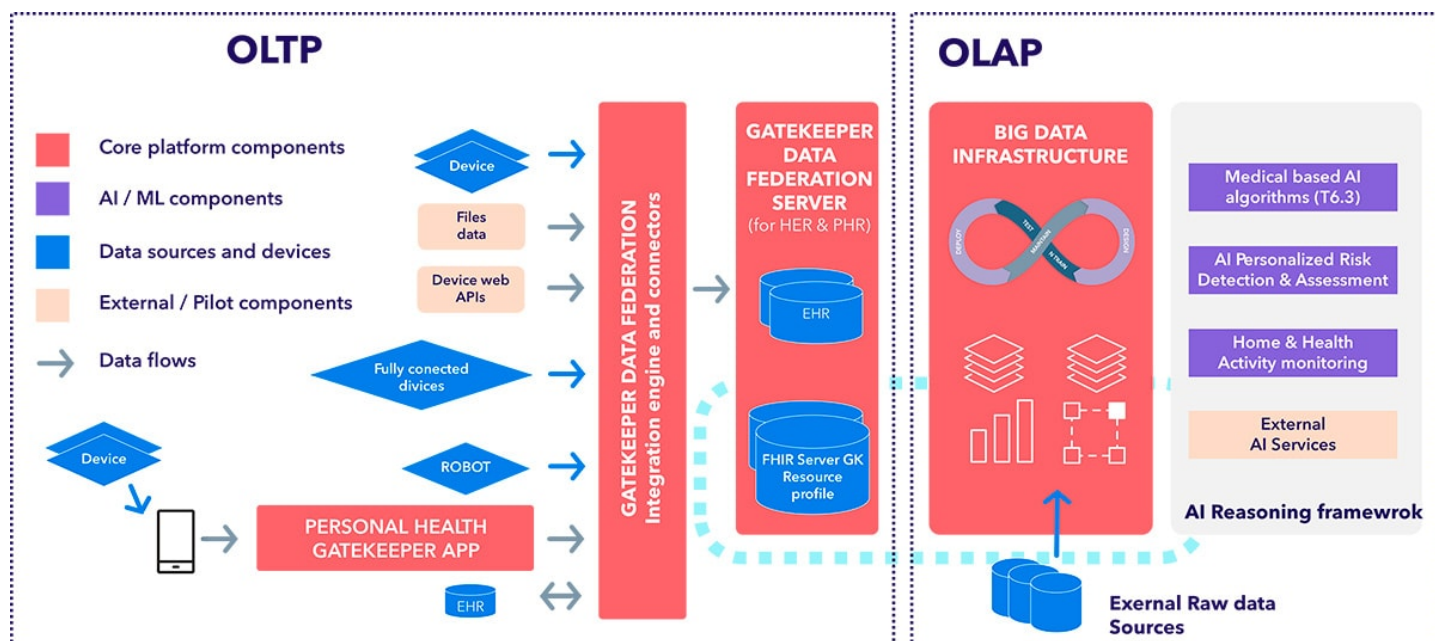 OLTP
Core platform components
AI / ML components
Data sources and devices
External / Pilot components
Data flows
Device
Files
data
Device web
APIs
Fully conected
divices
ROBOT
Device
PERSONAL HEALTH
GATEKEEPER APP
EHR
GATEKEEPER DATA FEDERATION
Integration engine and connectors
GATEKEEPER
DATA
FEDERATION
SERVER
(for HER & PHR)
EHR
FHIR Server GK
Resource
profile
OLAP
BIG DATA
INFRASTRUCTURE
DEPLOY
TEST
MAINTAIN
N TRAIN
DESIGN
Medical based AI
algorithms (T6.3)
AI Personalized Risk
Detection & Assessment
Home & Health
Activity monitoring
External
AI Services
AI Reasoning framewrok
Exernal Raw data
Sources